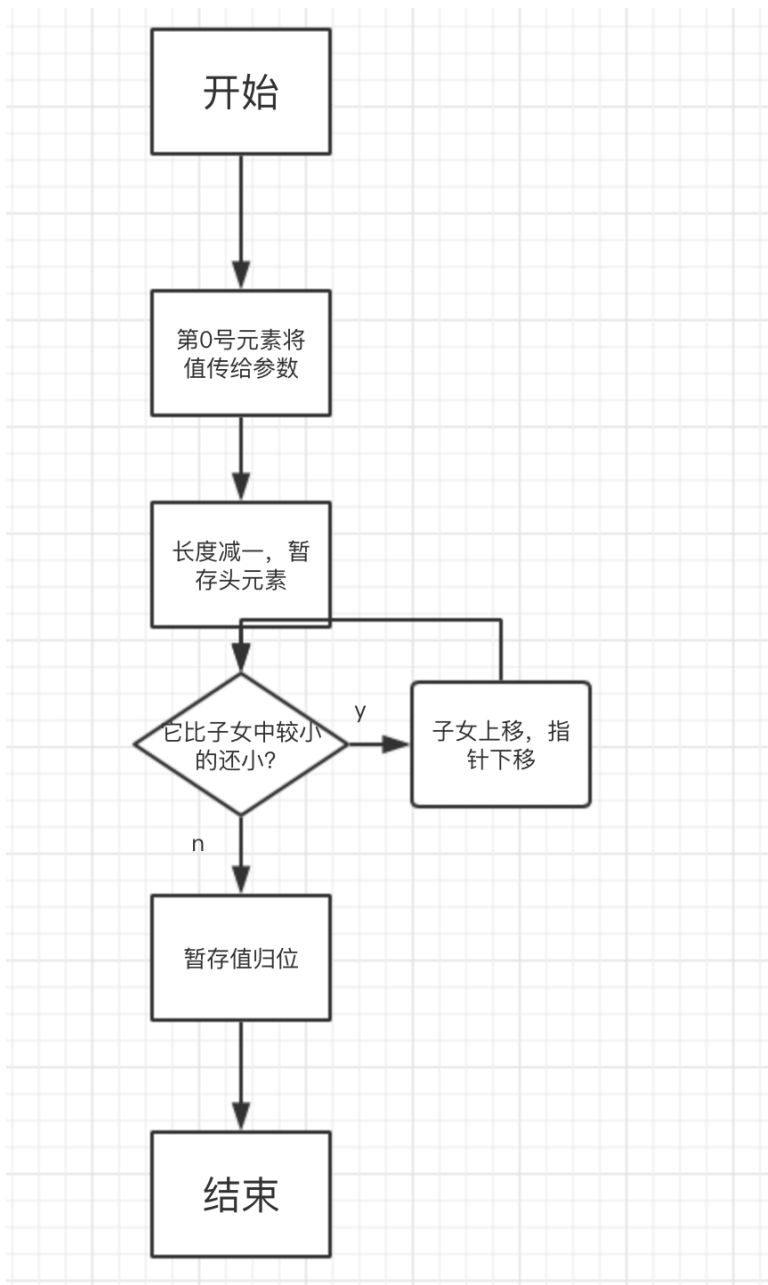 开始
第0号元素将
值传给参数
长度减一，暂
存头元素
它比子女中较小
的还小?
y
子女上移，指
针下移
n
暂存值归位
结束